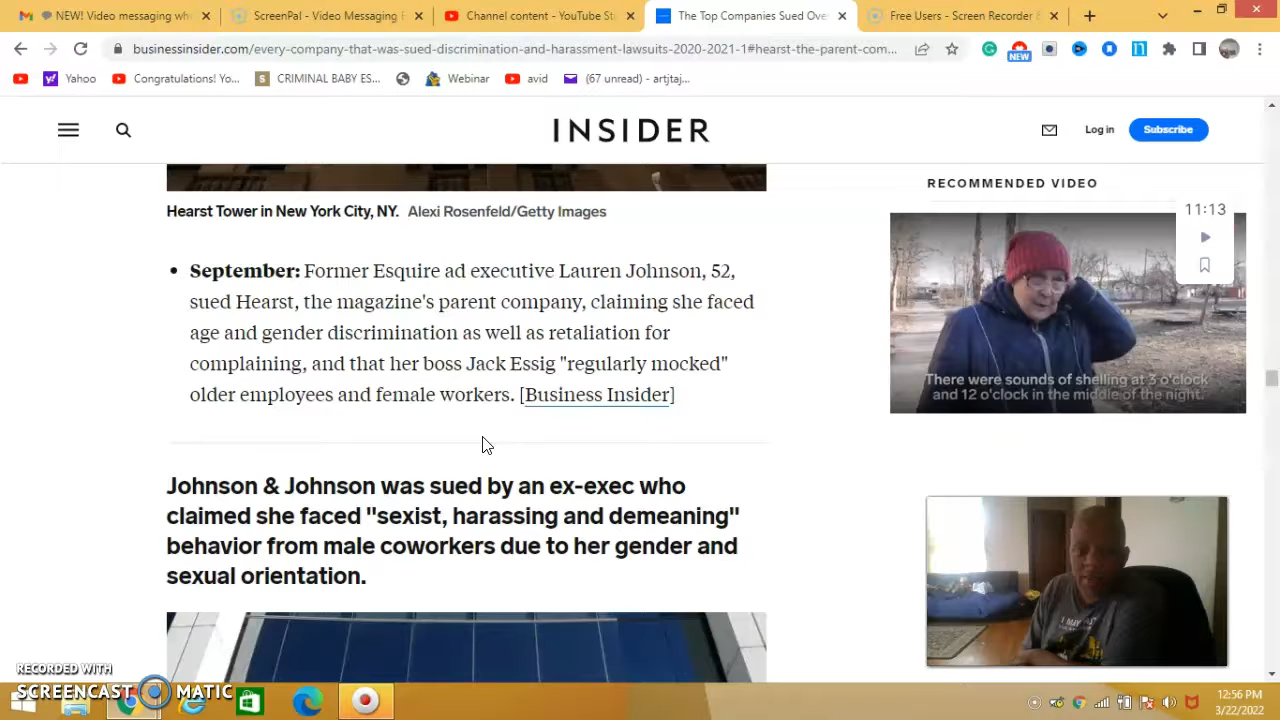 NEW! Video messaging wh
ScreenPal - Video Messaging
Channel content - YouTube St
The Top Companies Sued Ove
Free Users - Screen Recorder &
businessinsider.com/every-company-that-was-sued-discrimination-and-harassment-lawsuits-2020-2021-1#hearst-the-parent-com...
NEW
Yahoo
Congratulations! Yo...
CRIMINAL BABY ES...
Webinar
avid
(67 unread) - artjtaj...
INSIDER
Log in
Subscribe
Hearst Tower in New York City, NY. Alexi Rosenfeld/Getty Images
• September: Former Esquire ad executive Lauren Johnson, 52,
sued Hearst, the magazine's parent company, claiming she faced
age and gender discrimination as well as retaliation for
complaining, and that her boss Jack Essig "regularly mocked"
older employees and female workers. [Business Insider]
Johnson & Johnson was sued by an ex-exec who
claimed she faced "sexist, harassing and demeaning"
behavior from male coworkers due to her gender and
sexual orientation.
RECOMMENDED VIDEO
11:13
There were sounds of shelling at 3 o'clock
and 12 o'clock in the middle of the night.
RECORDED WITH
SCREENCAST MATIC
12:56 PM
3/22/2022